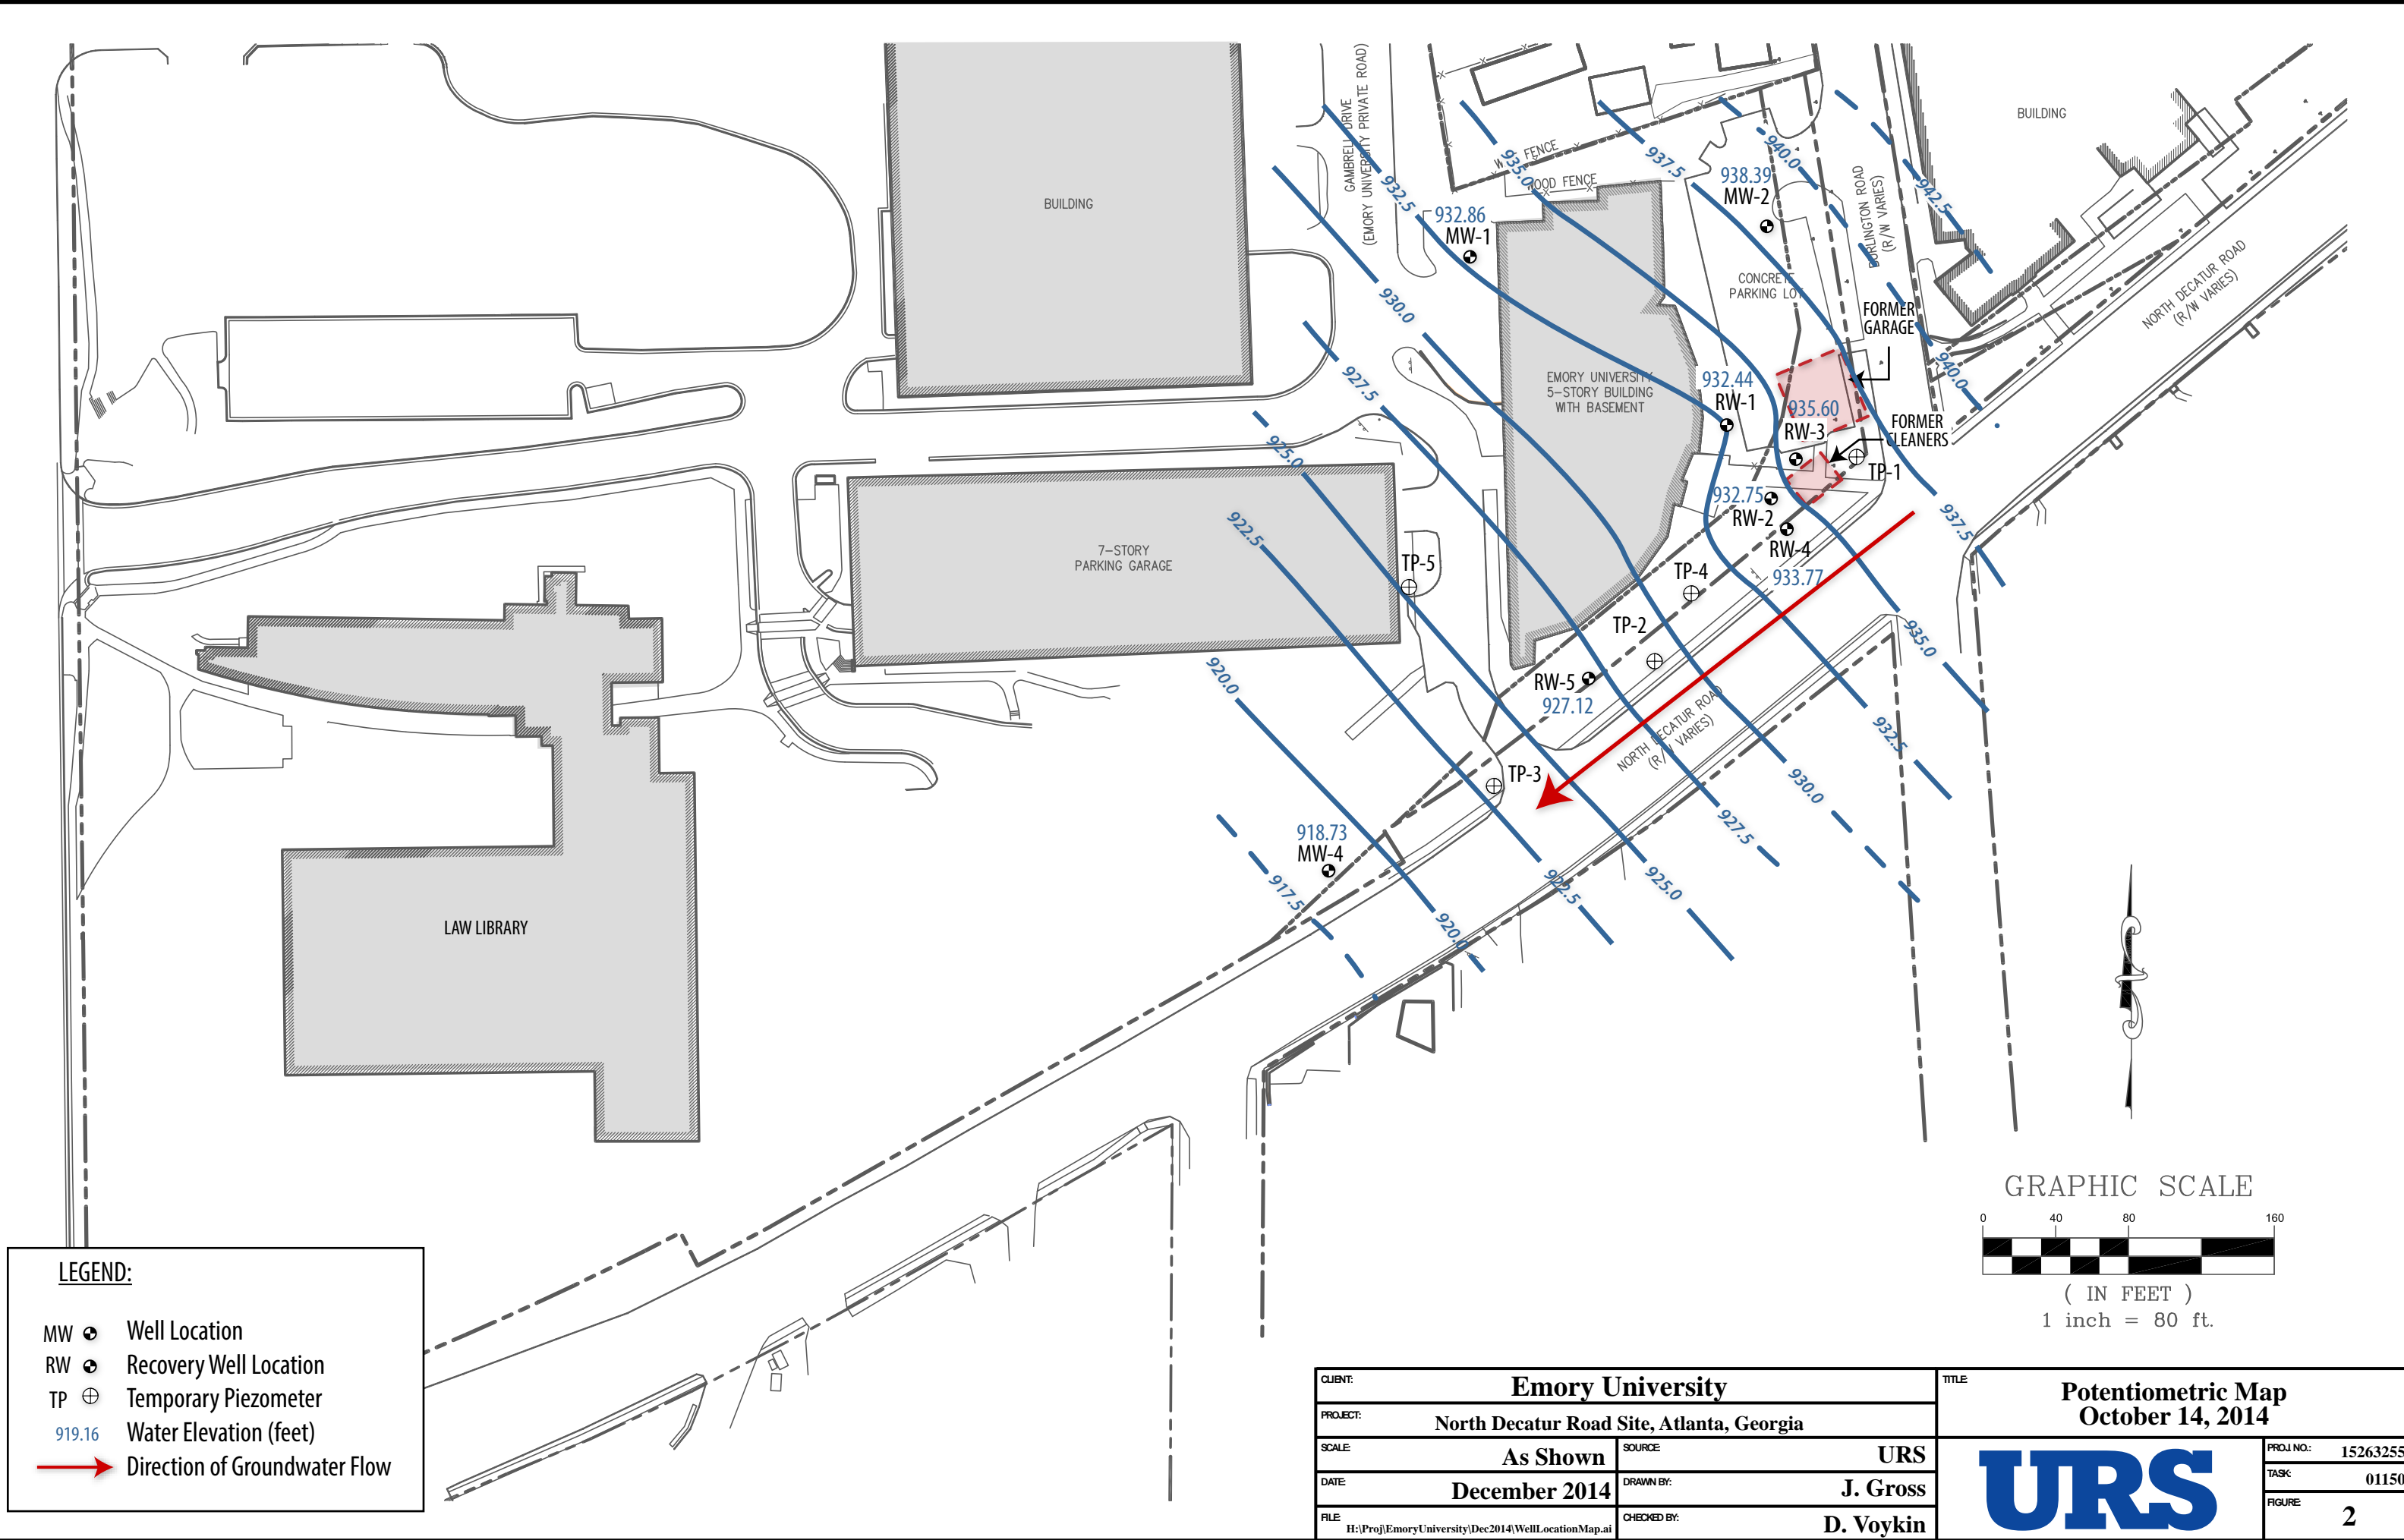 GAMBRELL DRIVE
(EMORY UNIVERSITY PRIVATE ROAD)
BUILDING
BUILDING
FENCE
WOOD FENCE
932.5
935.0
937.5
940.0
942.5
938.39
MW-2
932.86
MW-1
BURLINGTON ROAD
(R/W VARIES)
NORTH DECATUR ROAD
(R/W VARIES)
CONCRETE
PARKING LOT
FORMER
GARAGE
930.0
927.5
940.0
EMORY UNIVERSITY
5-STORY BUILDING
WITH BASEMENT
932.44
RW-1
935.60
RW-3
FORMER
CLEANERS
TP-1
925.0
922.5
932.75
RW-2
RW-4
933.77
937.5
7-STORY
PARKING GARAGE
TP-5
TP-4
TP-2
935.0
920.0
RW-5
927.12
NORTH DECATUR ROAD
(R/W VARIES)
932.5
930.0
TP-3
927.5
918.73
MW-4
917.5
920.0
922.5
925.0
LAW LIBRARY
GRAPHIC SCALE
0 40 80 160
( IN FEET )
1 inch = 80 ft.
LEGEND:
MW Well Location
RW Recovery Well Location
TP Temporary Piezometer
919.16 Water Elevation (feet)
Direction of Groundwater Flow
CLIENT: Emory University
PROJECT: North Decatur Road Site, Atlanta, Georgia
SCALE: As Shown
SOURCE: URS
DATE: December 2014
DRAWN BY: J. Gross
FILE: H:\Proj\EmoryUniversity\Dec2014\WellLocationMap.ai
CHECKED BY: D. Voykin
TITLE: Potentiometric Map
October 14, 2014
URS
PROJ. NO.: 15263255
TASK: 01150
FIGURE: 2